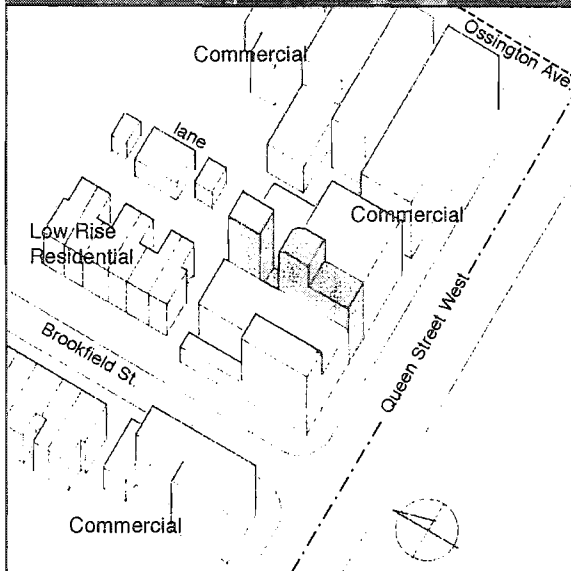 Ossington Ave
Commercial
lane
Commercial
Low Rise
Residential
Queen Street West
Brookfield St.
Commercial